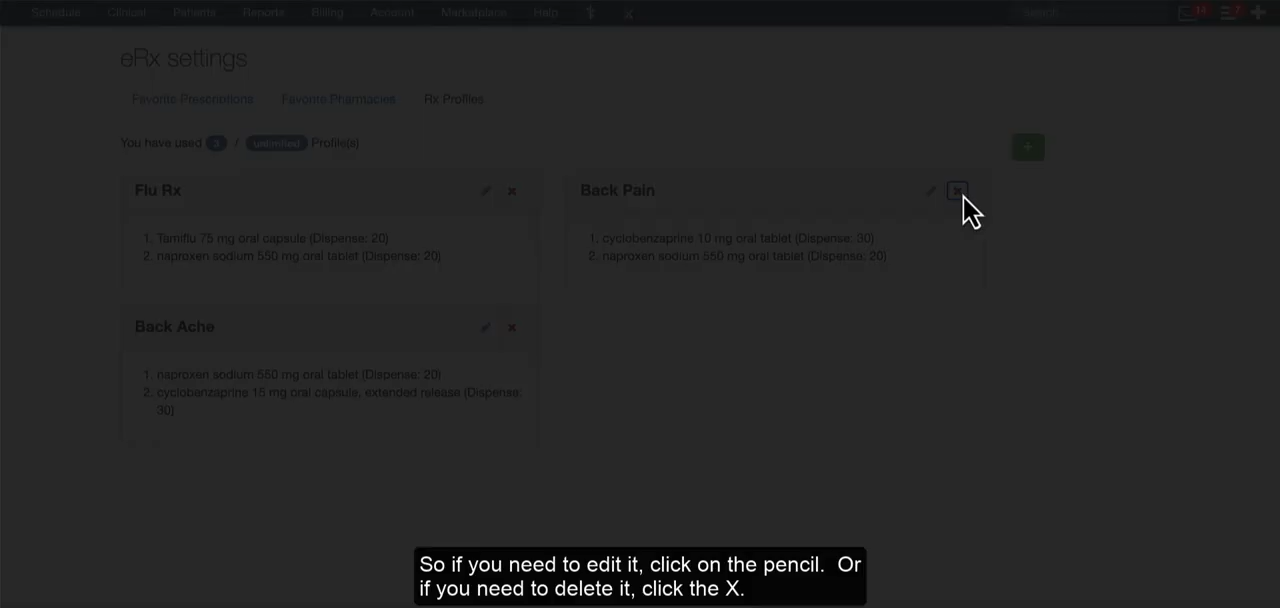 Schedule Clinical Patients Reports Billing Account Marketplace Help Search 14 7
eRx settings
Favorite Prescriptions Favorite Pharmacies Rx Profiles
You have used 3 / unlimited Profile(s)
+
Flu Rx
1. Tamiflu 75 mg oral capsule (Dispense: 20)
2. naproxen sodium 550 mg oral tablet (Dispense: 20)
Back Pain
1. cyclobenzaprine 10 mg oral tablet (Dispense: 30)
2. naproxen sodium 550 mg oral tablet (Dispense: 20)
Back Ache
1. naproxen sodium 550 mg oral tablet (Dispense: 20)
2. cyclobenzaprine 15 mg oral capsule, extended release (Dispense:
30)
So if you need to edit it, click on the pencil. Or
if you need to delete it, click the X.